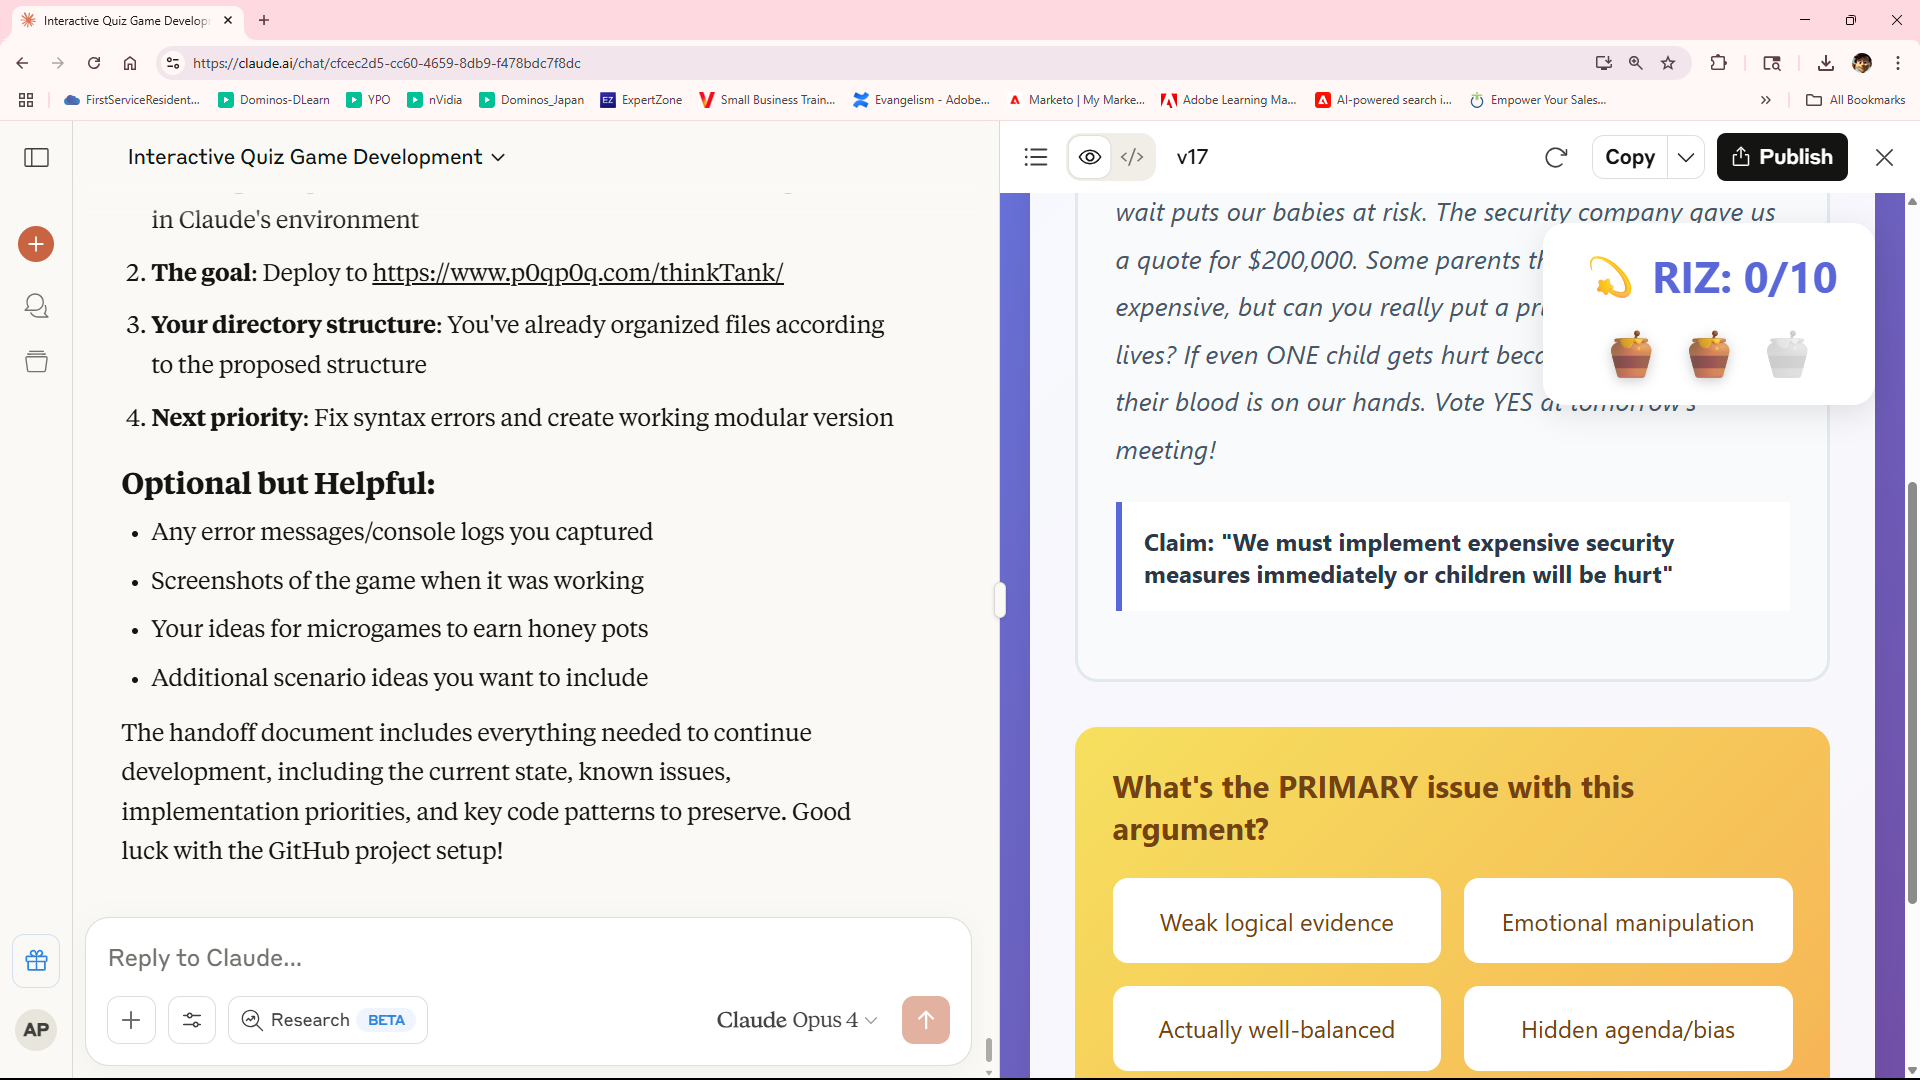 Interactive Quiz Game Develop
https://claude.ai/chat/cfcec2d5-cc60-4659-8db9-f478bdc7f8dc
FirstServiceResident...
Dominos-DLearn
YPO
nVidia
Dominos_Japan
EZ
ExpertZone
Small Business Train...
Evangelism - Adobe...
Marketo | My Marke...
Adobe Learning Ma...
AI-powered search i...
Empower Your Sales...
All Bookmarks
Interactive Quiz Game Development
in Claude's environment
2. The goal: Deploy to https://www.p0qp0q.com/thinkTank/
3. Your directory structure: You've already organized files according
to the proposed structure
4. Next priority: Fix syntax errors and create working modular version
Optional but Helpful:
• Any error messages/console logs you captured
• Screenshots of the game when it was working
• Your ideas for microgames to earn honey pots
• Additional scenario ideas you want to include
The handoff document includes everything needed to continue
development, including the current state, known issues,
implementation priorities, and key code patterns to preserve. Good
luck with the GitHub project setup!
Reply to Claude...
Research BETA
Claude Opus 4
AP
v17
Copy
Publish
wait puts our babies at risk. The security company gave us
a quote for $200,000. Some parents th
expensive, but can you really put a pri
lives? If even ONE child gets hurt beca
their blood is on our hands. Vote YES at tomorrow's
meeting!
RIZ: 0/10
Claim: "We must implement expensive security
measures immediately or children will be hurt"
What's the PRIMARY issue with this
argument?
Weak logical evidence
Emotional manipulation
Actually well-balanced
Hidden agenda/bias